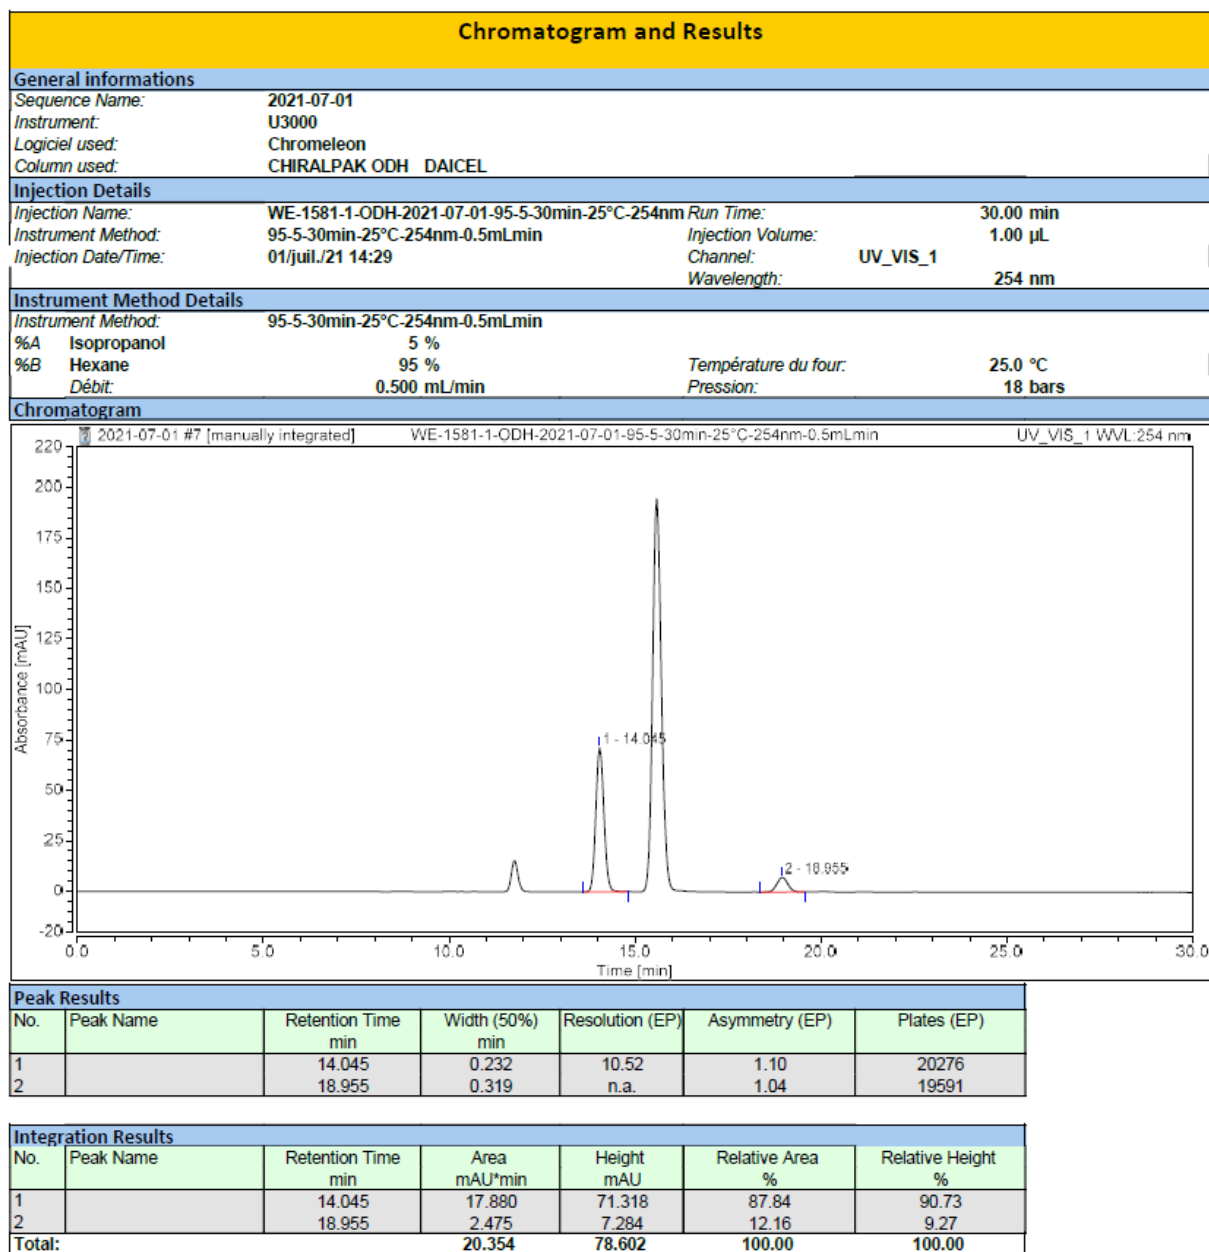 Chromatogram and Results
General informations
Sequence Name: 2021-07-01
Instrument: U3000
Logiciel used: Chromeleon
Column used: CHIRALPAK ODH DAICEL
Injection Details
Injection Name: WE-1581-1-ODH-2021-07-01-95-5-30min-25°C-254nm Run Time: 30.00 min
Instrument Method: 95-5-30min-25°C-254nm-0.5mLmin Injection Volume: 1.00 µL
Injection Date/Time: 01/juil./21 14:29 Channel: UV_VIS_1
Wavelength: 254 nm
Instrument Method Details
Instrument Method: 95-5-30min-25°C-254nm-0.5mLmin
%A Isopropanol 5 %
%B Hexane 95 % Température du four: 25.0 °C
Débit: 0.500 mL/min Pression: 18 bars
Chromatogram
2021-07-01 #7 [manually integrated] WE-1581-1-ODH-2021-07-01-95-5-30min-25°C-254nm-0.5mLmin UV_VIS_1 WVL:254 nm
220
200
175
150
125
100
75
50
25
0
-20
Absorbance [mAU]
1 - 14.045
2 - 18.955
0.0 5.0 10.0 15.0 20.0 25.0 30.0
Time [min]
Peak Results
No. Peak Name Retention Time Width (50%) Resolution (EP) Asymmetry (EP) Plates (EP)
min min
1 14.045 0.232 10.52 1.10 20276
2 18.955 0.319 n.a. 1.04 19591
Integration Results
No. Peak Name Retention Time Area Height Relative Area Relative Height
min mAU*min mAU % %
1 14.045 17.880 71.318 87.84 90.73
2 18.955 2.475 7.284 12.16 9.27
Total: 20.354 78.602 100.00 100.00